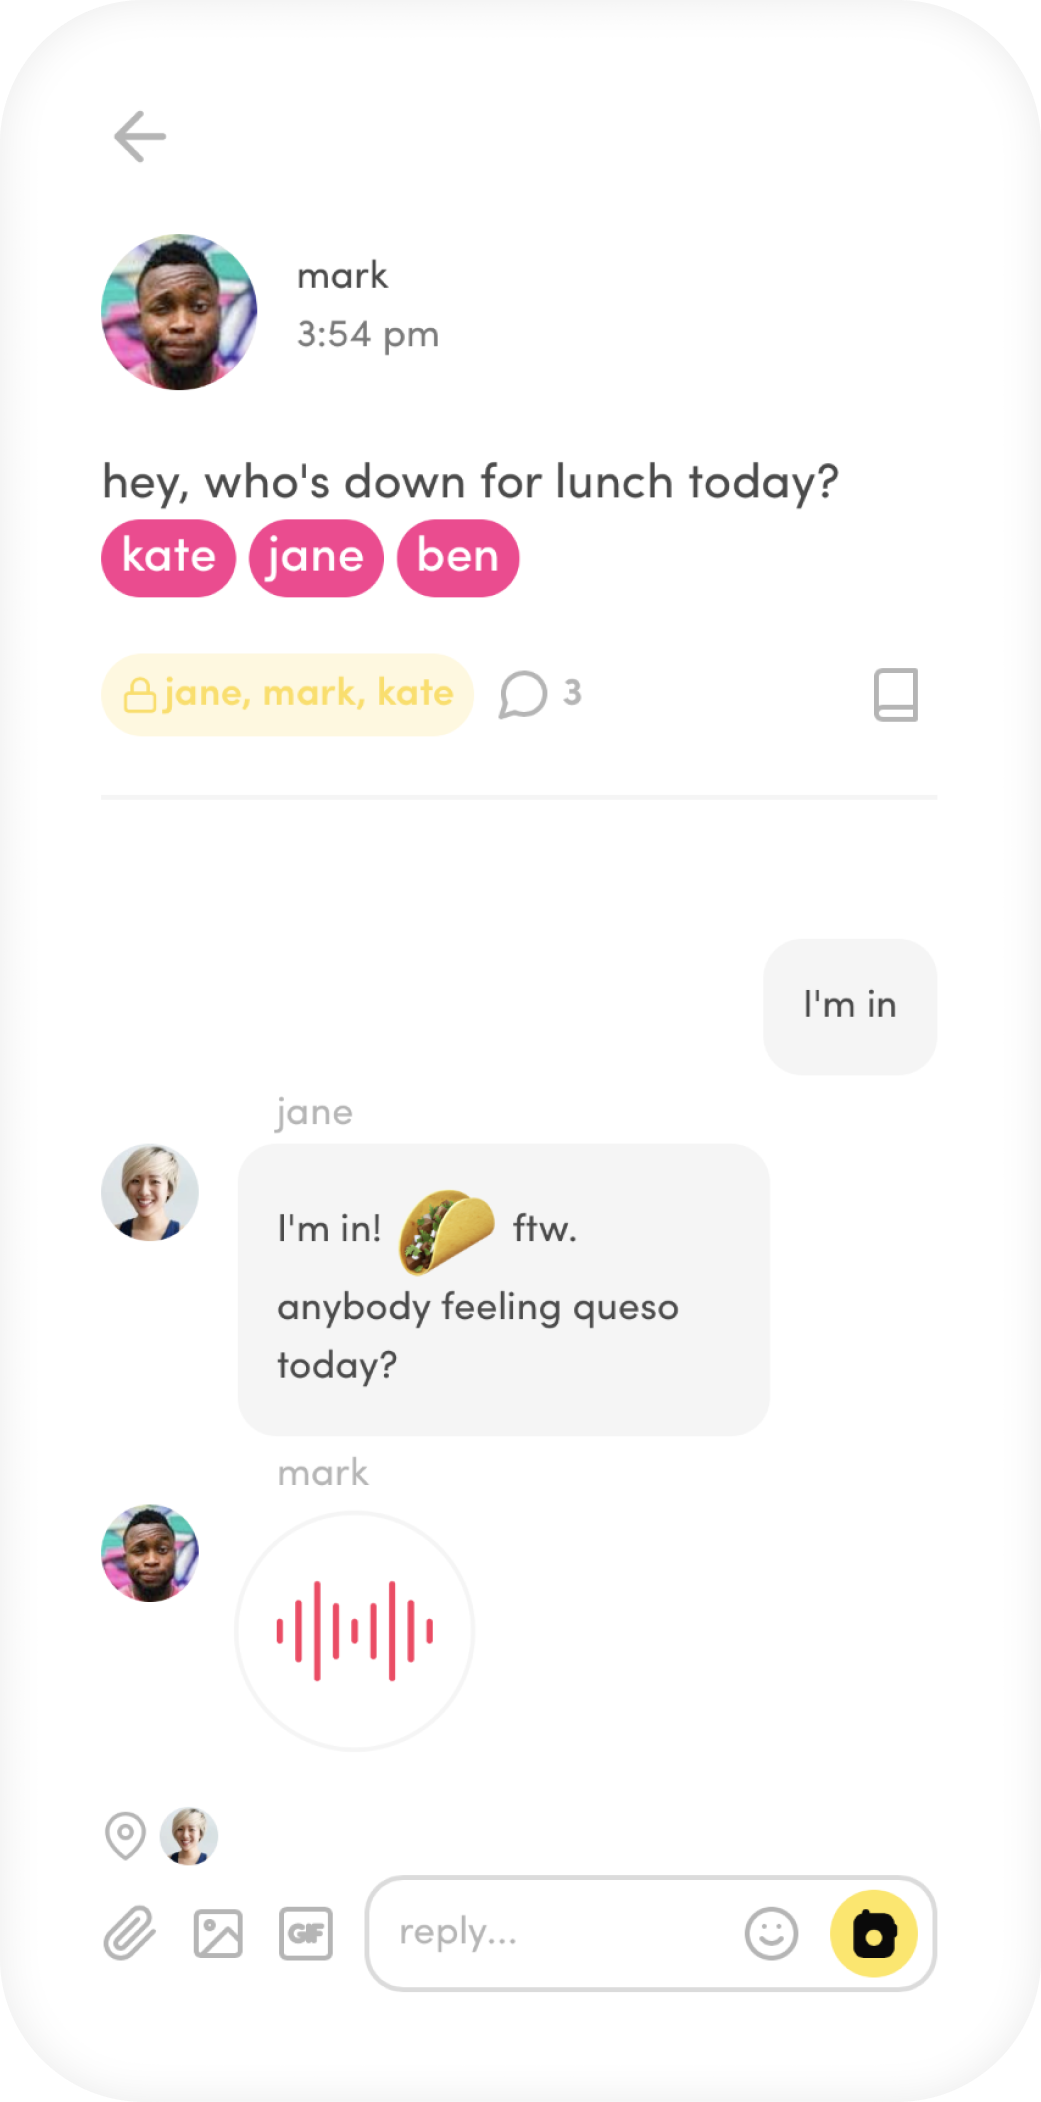 mark
3:54 pm
hey, who's down for lunch today?
kate jane ben
jane, mark, kate 3
I'm in
jane
I'm in! 🌮 ftw.
anybody feeling queso
today?
mark
GIF reply...